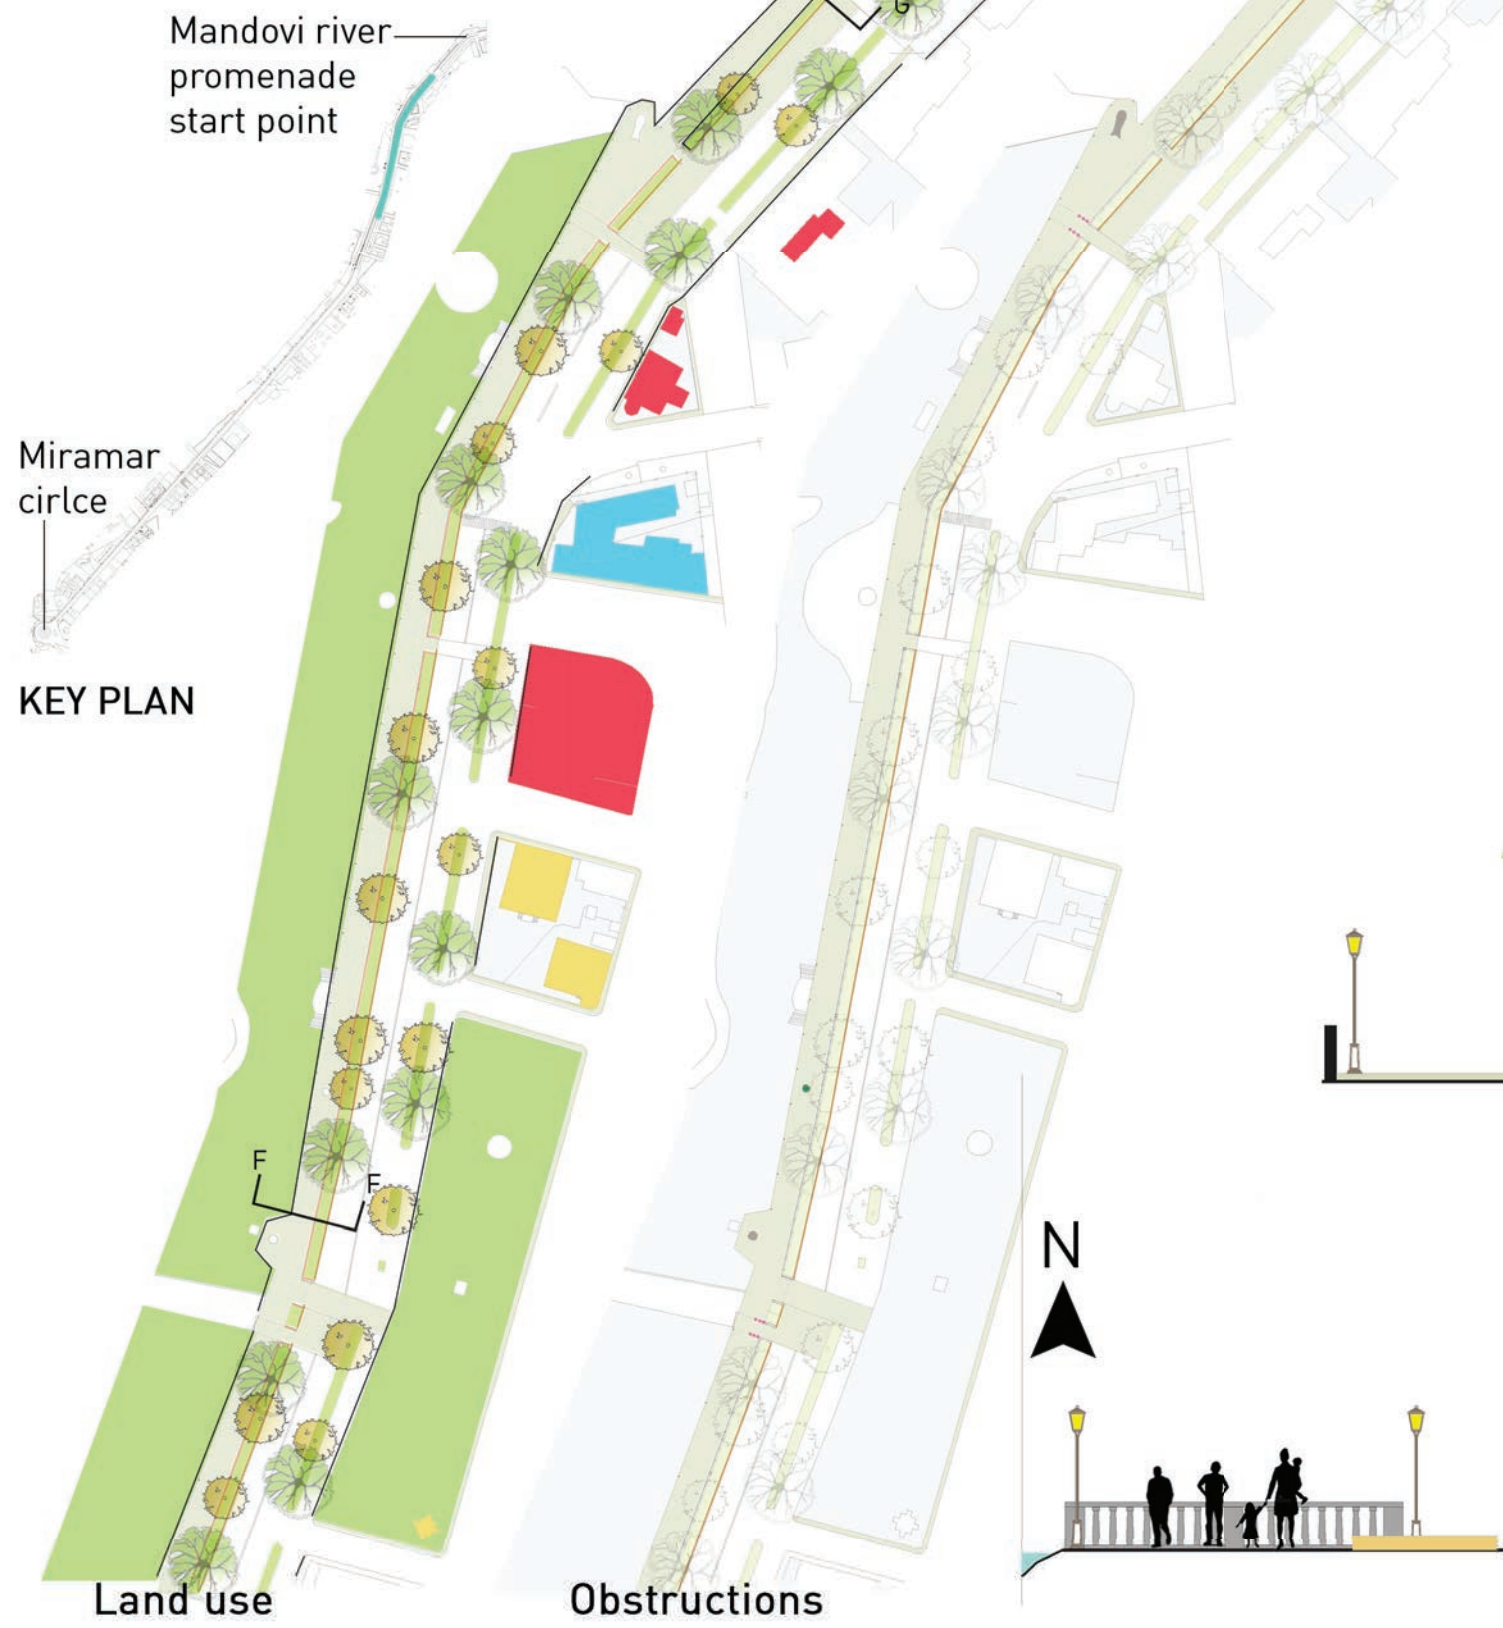 Mandovi river
promenade
start point
G
Miramar
cirlce
KEY PLAN
F
F
N
Land use
Obstructions